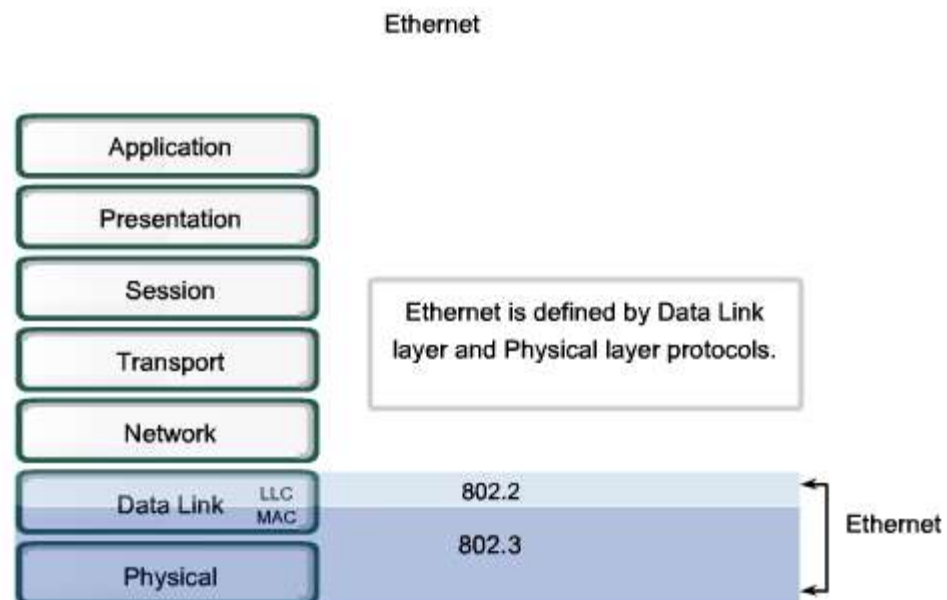 Ethernet
Application
Presentation
Session
Transport
Network
Data Link
LLC
MAC
Physical
Ethernet is defined by Data Link
layer and Physical layer protocols.
802.2
802.3
Ethernet